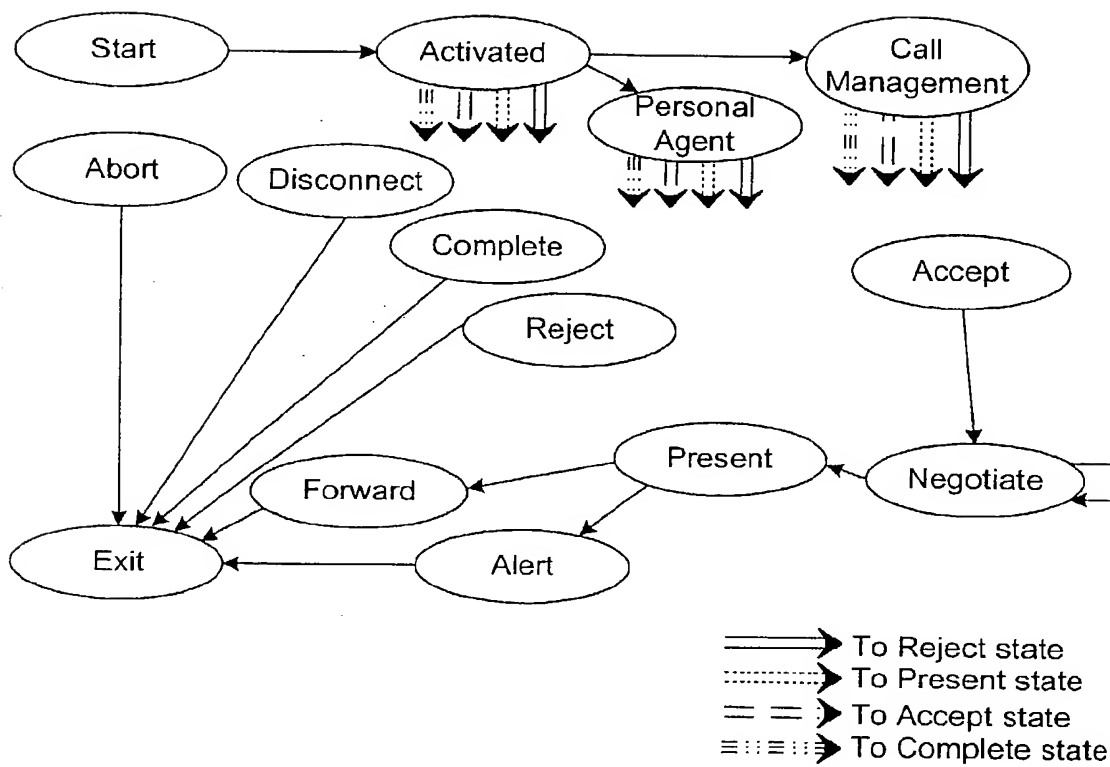 Start
Activated
Call
Management
Personal
Agent
Abort
Disconnect
Complete
Accept
Reject
Present
Negotiate
Forward
Exit
Alert
To Reject state
To Present state
To Accept state
To Complete state